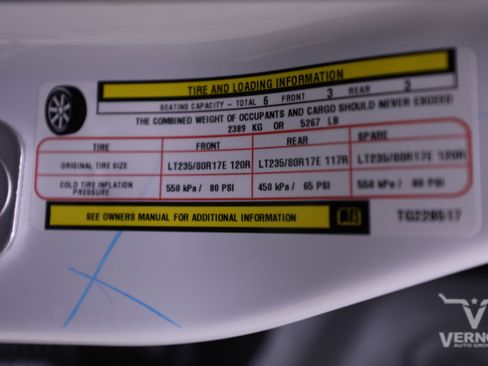 TIRE AND LOADING INFORMATION
SEATING CAPACITY – TOTAL 6 FRONT 3 REAR 3
THE COMBINED WEIGHT OF OCCUPANTS AND CARGO SHOULD NEVER EXCEED
2389 KG OR 5267 LB
TIRE FRONT REAR SPARE
ORIGINAL TIRE SIZE LT235/80R17E 120R LT235/80R17E 117R LT235/80R17E 120R
COLD TIRE INFLATION PRESSURE 550 kPa / 80 PSI 450 kPa / 65 PSI 550 kPa / 80 PSI
SEE OWNERS MANUAL FOR ADDITIONAL INFORMATION
VERNO
AUTO GROU